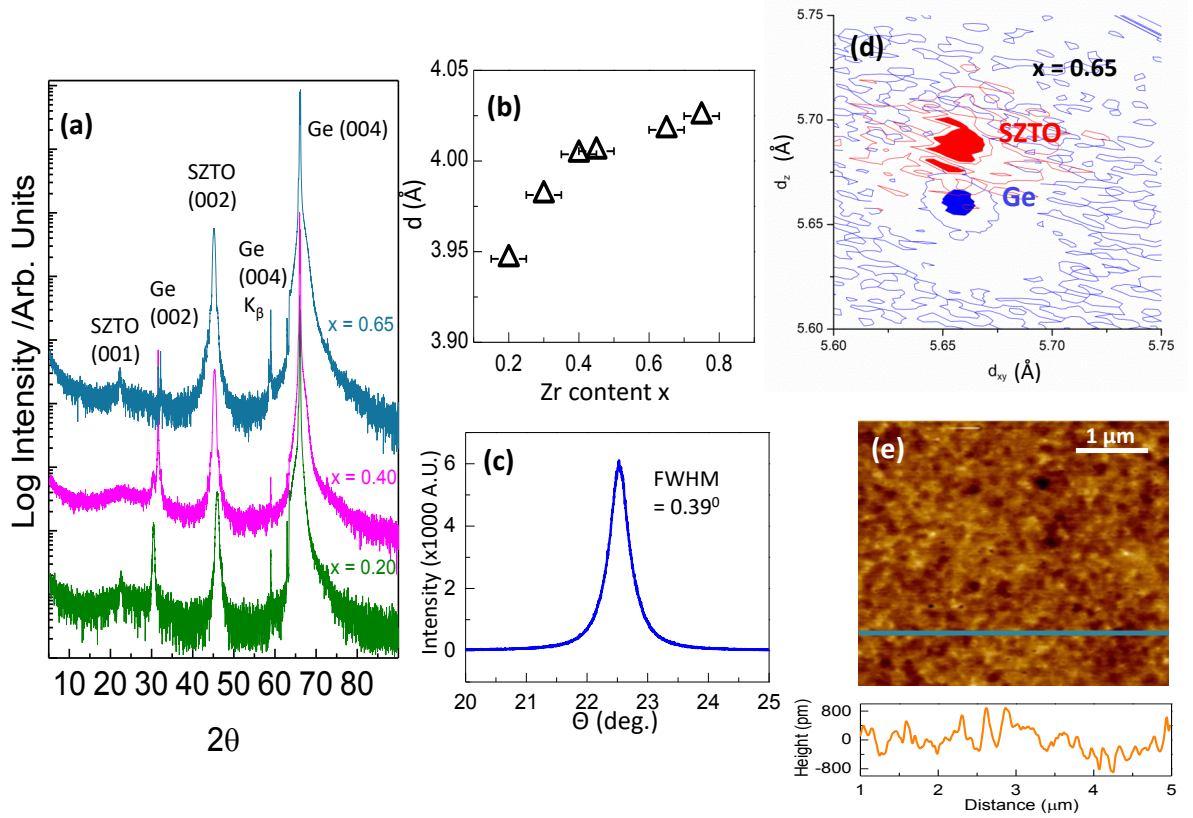 (a)
Log Intensity /Arb. Units
SZTO
(001)
Ge
(002)
SZTO
(002)
Ge
(004)
Kβ
Ge (004)
x = 0.65
x = 0.40
x = 0.20
10 20 30 40 50 60 70 80
2θ
(b)
4.05
4.00
3.95
3.90
d (Å)
0.2 0.4 0.6 0.8
Zr content x
(c)
FWHM
= 0.39⁰
6
4
2
0
Intensity (x1000 A.U.)
20 21 22 23 24 25
Θ (deg.)
(d)
x = 0.65
SZTO
Ge
5.75
5.70
5.65
5.60
dz (Å)
5.60 5.65 5.70 5.75
dxy (Å)
(e)
1 μm
800
0
-800
Height (pm)
1 2 3 4 5
Distance (μm)